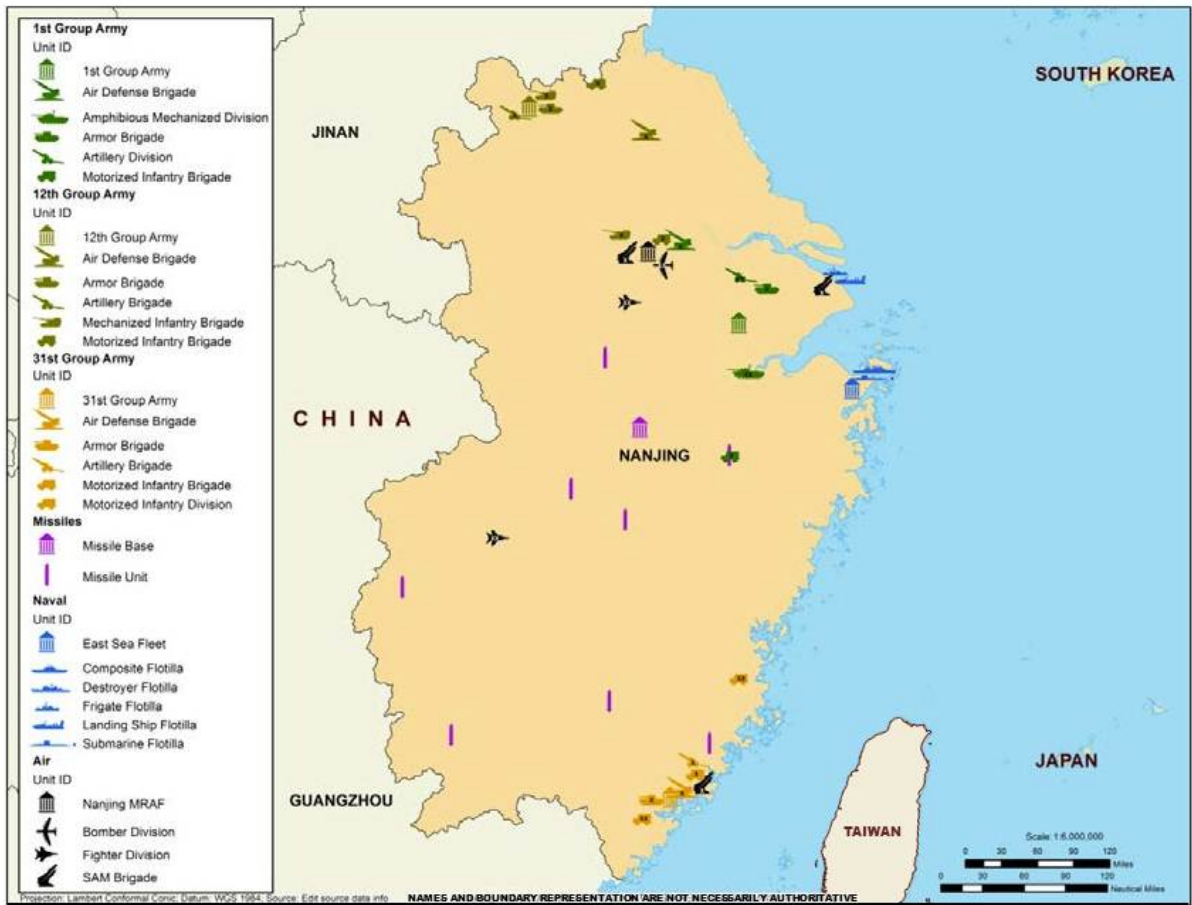 1st Group Army
Unit ID
1st Group Army
Air Defense Brigade
Amphibious Mechanized Division
Armor Brigade
Artillery Division
Motorized Infantry Brigade
12th Group Army
Unit ID
12th Group Army
Air Defense Brigade
Armor Brigade
Artillery Brigade
Mechanized Infantry Brigade
Motorized Infantry Brigade
31st Group Army
Unit ID
31st Group Army
Air Defense Brigade
Armor Brigade
Artillery Brigade
Motorized Infantry Brigade
Motorized Infantry Division
Missiles
Missile Base
Missile Unit
Naval
Unit ID
East Sea Fleet
Composite Flotilla
Destroyer Flotilla
Frigate Flotilla
Landing Ship Flotilla
Submarine Flotilla
Air
Unit ID
Nanjing MRAF
Bomber Division
Fighter Division
SAM Brigade
JINAN
SOUTH KOREA
CHINA
NANJING
GUANGZHOU
JAPAN
TAIWAN
Scale: 1:6,000,000
0 30 60 90 120
Miles
0 30 60 90 120
Nautical Miles
Projection: Lambert Conformal Conic; Datum: WGS 1984; Source: Edit source data info
NAMES AND BOUNDARY REPRESENTATION ARE NOT NECESSARILY AUTHORITATIVE